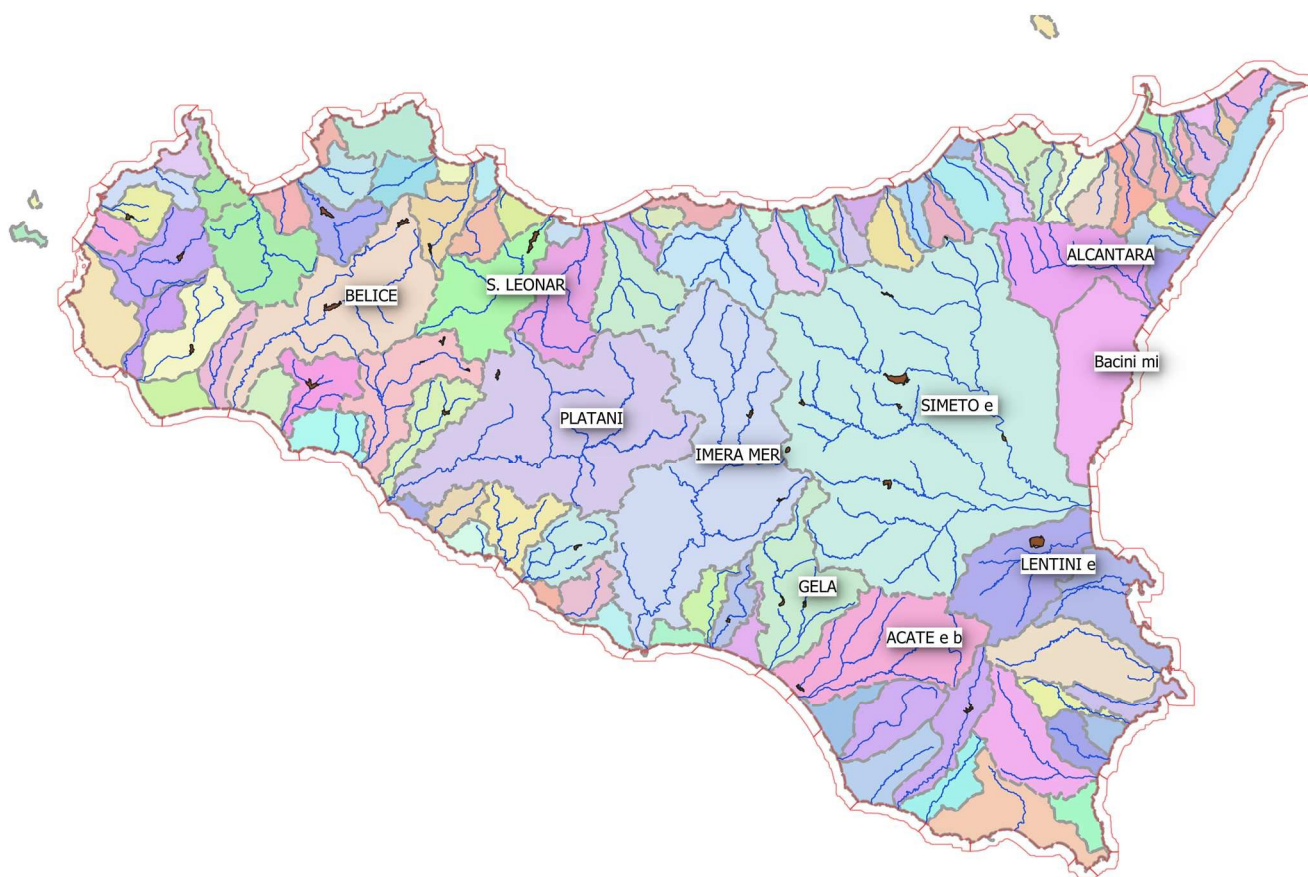 ALCANTARA
S. LEONAR
BELICE
Bacini mi
SIMETO e
PLATANI
IMERA MER
LENTINI e
GELA
ACATE e b